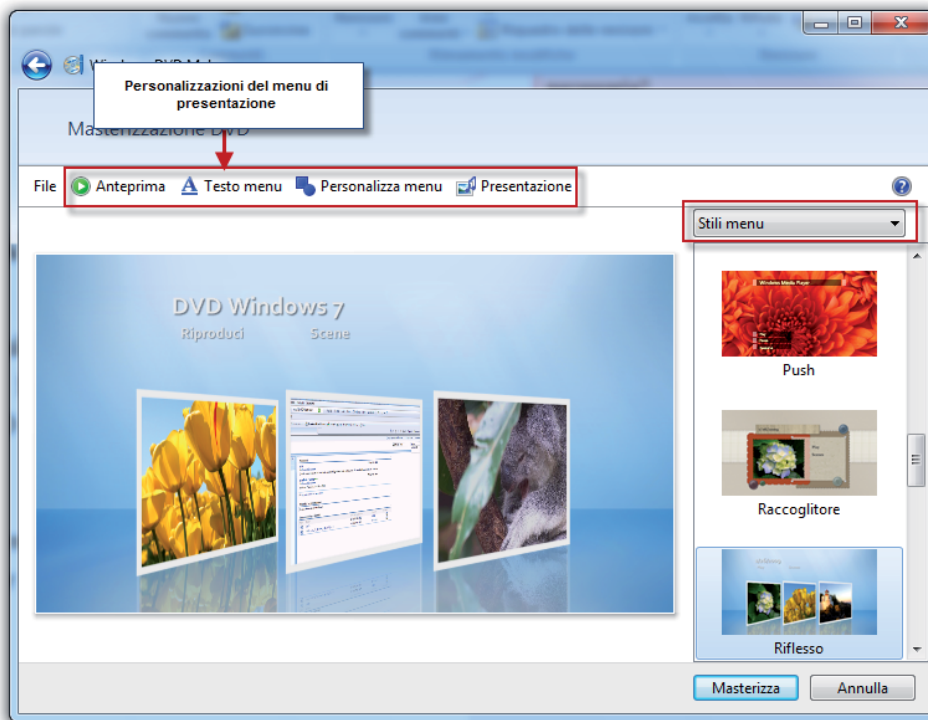 Personalizzazioni del menu di
presentazione
Masterizzazione DVD
File Anteprima Testo menu Personalizza menu Presentazione
Stili menu
DVD Windows 7
Riproduci Scene
Push
Raccoglitore
Riflesso
Masterizza Annulla